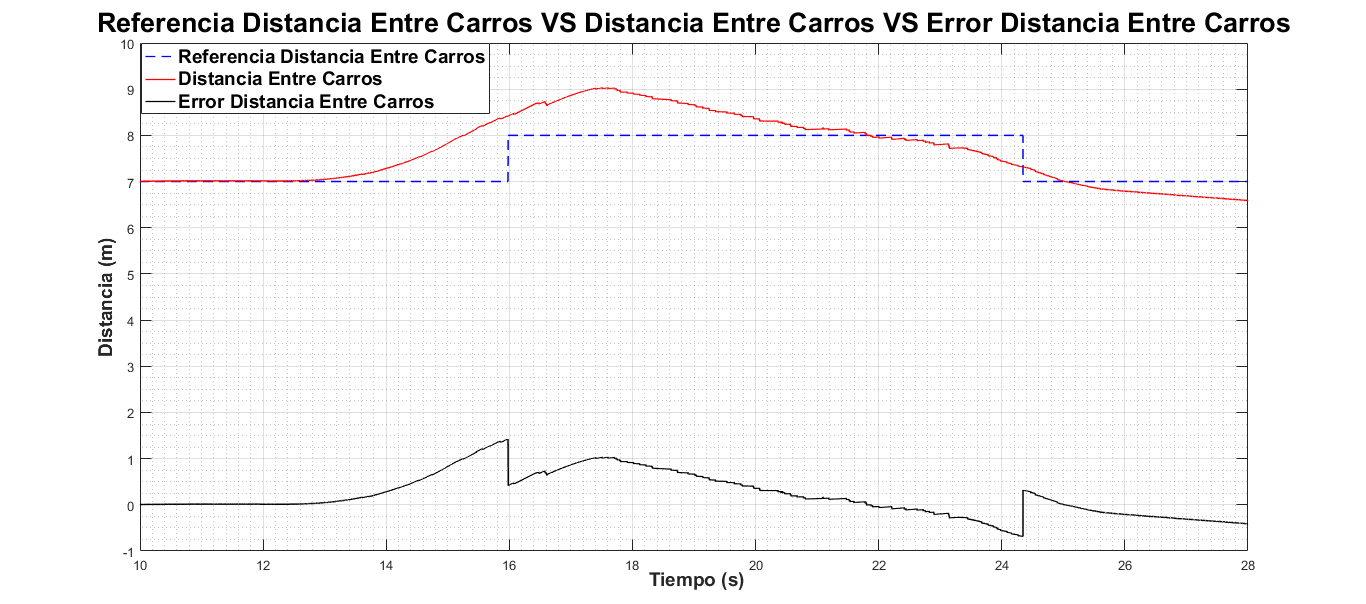 Referencia Distancia Entre Carros VS Distancia Entre Carros VS Error Distancia Entre Carros
Referencia Distancia Entre Carros
Distancia Entre Carros
Error Distancia Entre Carros
Distancia (m)
10
9
8
7
6
5
4
3
2
1
0
-1
10 12 14 16 18 20 22 24 26 28
Tiempo (s)